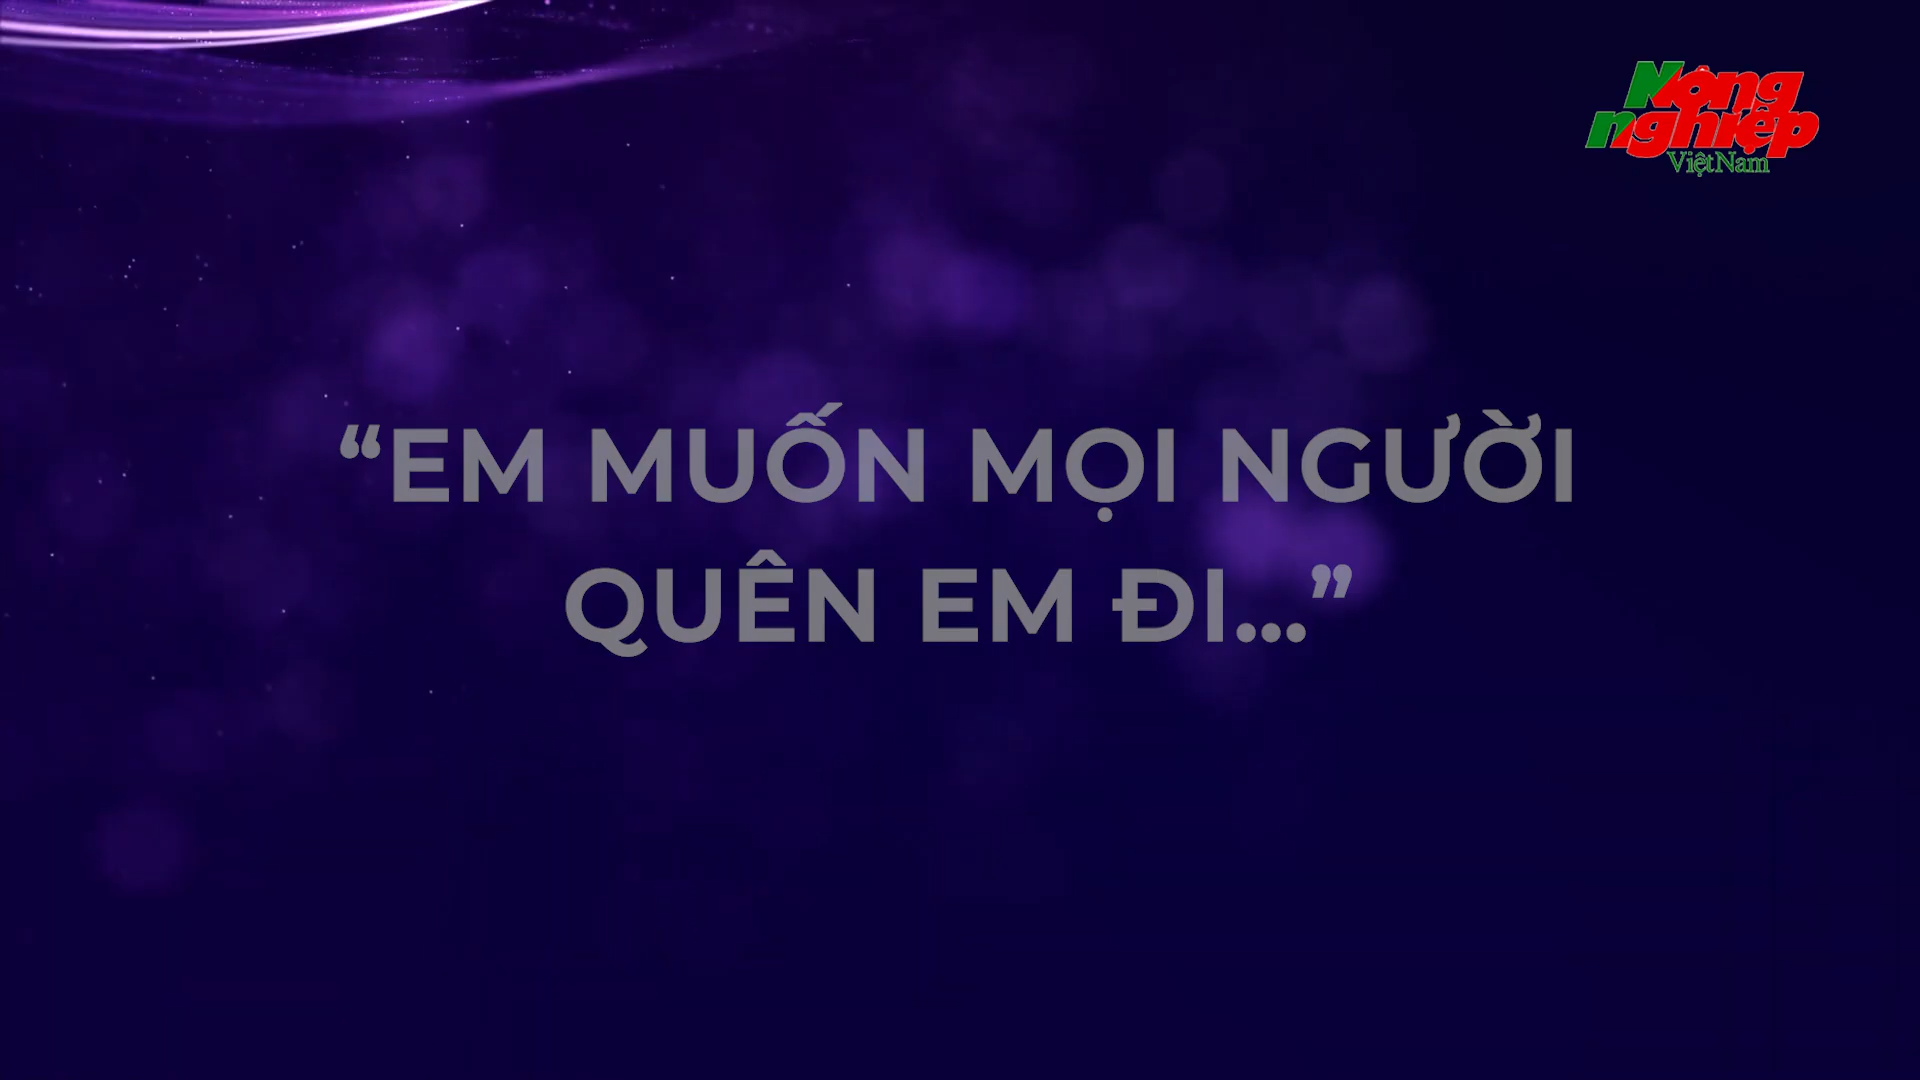 Nông
nghiệp
Việt Nam
“EM MUỐN MỌI NGƯỜI
QUÊN EM ĐI...”